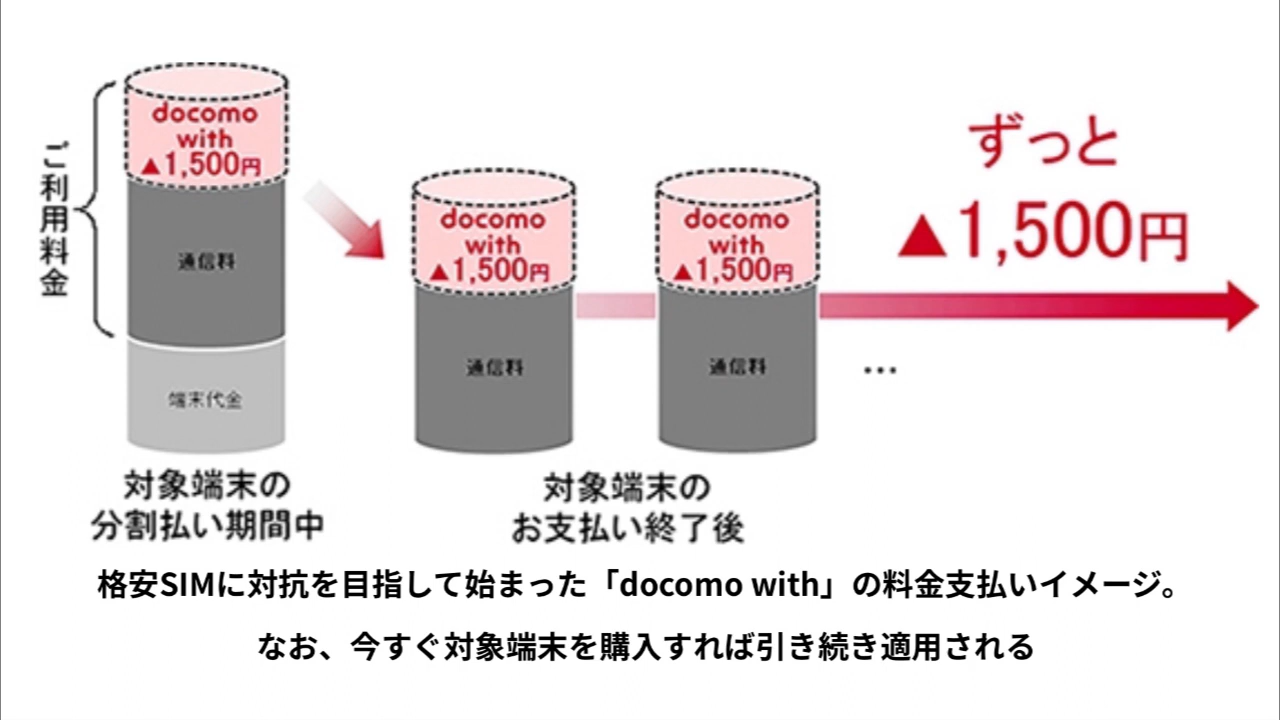 ご利用料金
docomo
with
▲1,500円
通信料
端末代金
対象端末の
分割払い期間中
docomo
with
▲1,500円
通信料
docomo
with
▲1,500円
通信料
対象端末の
お支払い終了後
ずっと
▲1,500円
…
格安SIMに対抗を目指して始まった「docomo with」の料金支払いイメージ。
なお、今すぐ対象端末を購入すれば引き続き適用される